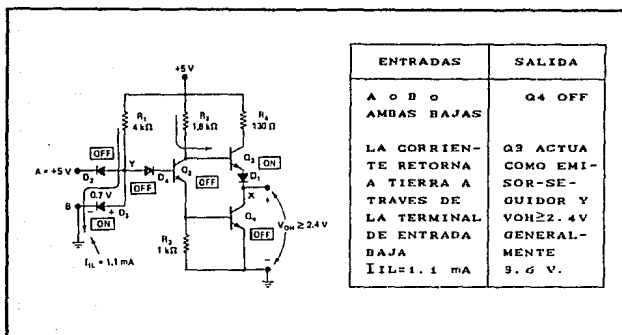 +5 V
R₁
4 kΩ
R₂
1,6 kΩ
R₄
130 Ω
OFF
A = +5 V
D₂
Y
D₄
OFF
Q₂
OFF
Q₃
ON
D₁
X
0.7 V
B
− + D₃
ON
Q₄
OFF
V_OH ≥ 2.4 V
+
−
R₃
1 kΩ
I_IL = 1,1 mA
ENTRADAS SALIDA
A o B o Q4 OFF
AMBAS BAJAS
LA CORRIEN- Q3 ACTUA
TE RETORNA COMO EMI-
A TIERRA A SOR-SE-
TRAVES DE GUIDOR Y
LA TERMINAL VOH≥2.4V
DE ENTRADA GENERAL-
BAJA MENTE
IIL=1.1 mA 3.6 V.